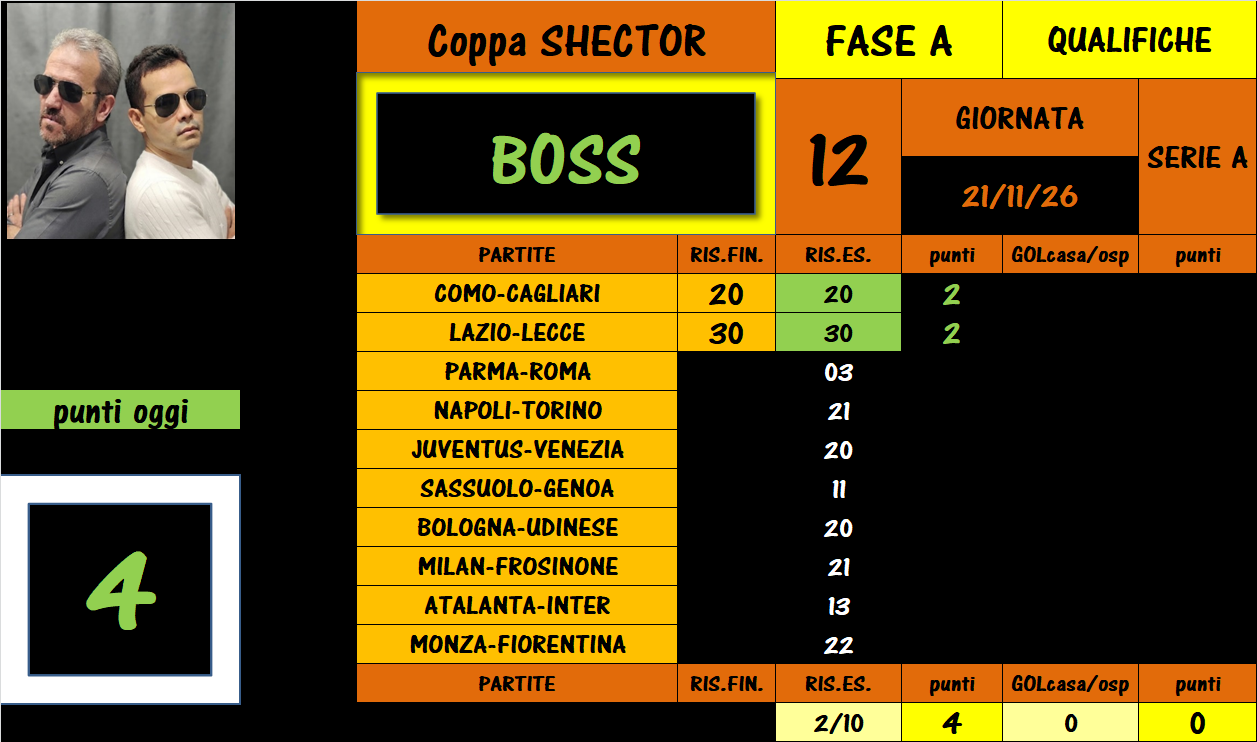 Coppa SHECTOR FASE A QUALIFICHE
BOSS 12 GIORNATA SERIE A
21/11/26
PARTITE RIS.FIN. RIS.ES. punti GOLcasa/osp punti
COMO-CAGLIARI 20 20 2
LAZIO-LECCE 30 30 2
PARMA-ROMA 03
NAPOLI-TORINO 21
JUVENTUS-VENEZIA 20
SASSUOLO-GENOA 11
BOLOGNA-UDINESE 20
MILAN-FROSINONE 21
ATALANTA-INTER 13
MONZA-FIORENTINA 22
PARTITE RIS.FIN. RIS.ES. punti GOLcasa/osp punti
2/10 4 0 0
punti oggi
4